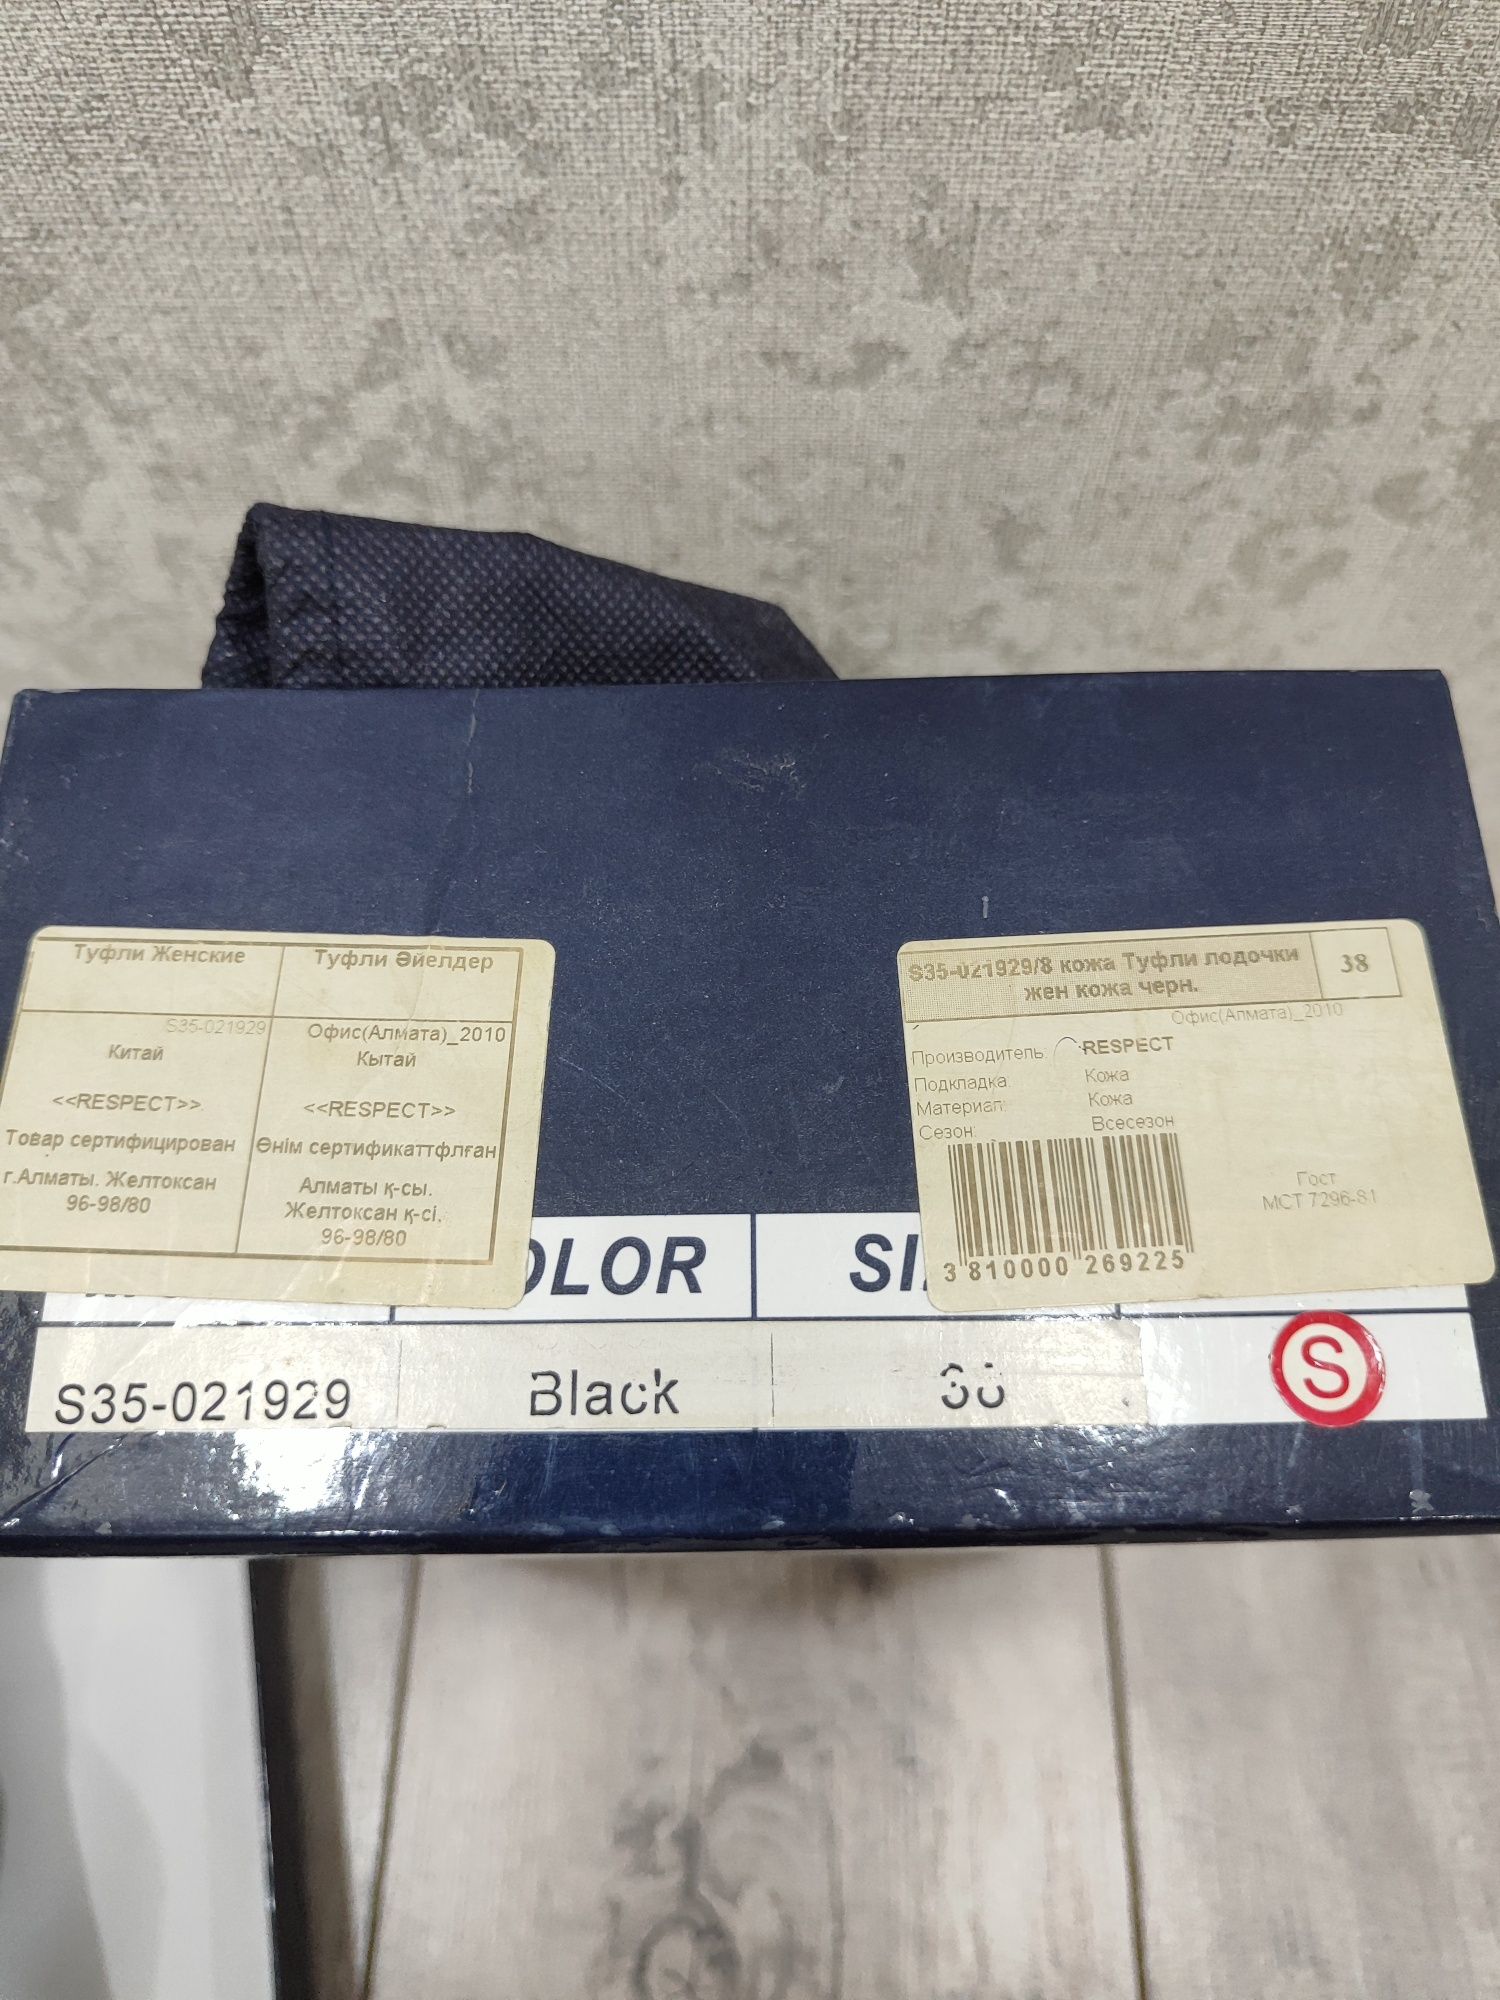 Туфли Женские
S35-021929
Китай
<<RESPECT>>
Товар сертифицирован
г.Алматы. Желтоксан
96-98/80
Туфли Әйелдер
Офис(Алмата)_2010
Кытай
<<RESPECT>>
Өнім сертификаттфлған
Алматы қ-сы.
Желтоксан қ-сі,
96-98/80
S35-021929/8 кожа Туфли лодочки
жен кожа черн.
38
Офис(Алмата)_2010
Производитель: RESPECT
Подкладка: Кожа
Материал: Кожа
Сезон: Всесезон
Гост
МСТ 7296-81
3 810000 269225
OLOR SI
S35-021929 Black 38 S